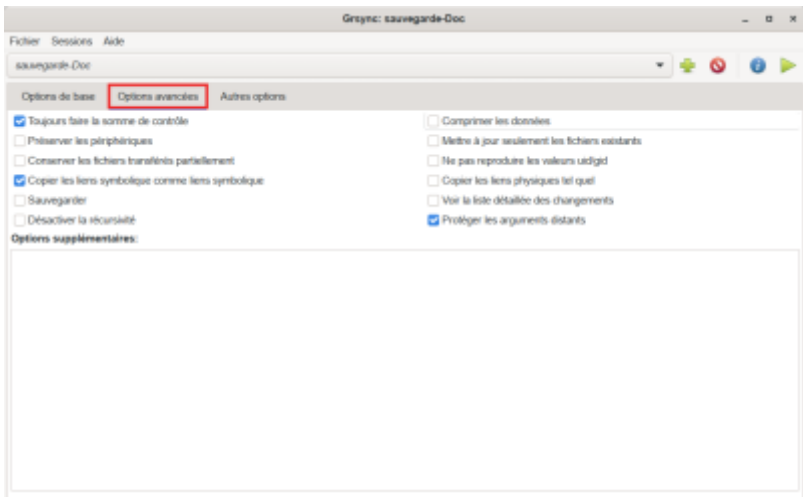 Grsync: sauvegarde-Doc
Fichier Sessions Aide
sauvegarde-Doc
Options de base Options avancées Autres options
Toujours faire la somme de contrôle
Comprimer les données
Préserver les périphériques
Mettre à jour seulement les fichiers existants
Conserver les fichiers transférés partiellement
Ne pas reproduire les valeurs uid/gid
Copier les liens symbolique comme liens symbolique
Copier les liens physiques tel quel
Sauvegarder
Voir la liste détaillée des changements
Désactiver la récursivité
Protéger les arguments distants
Options supplémentaires: